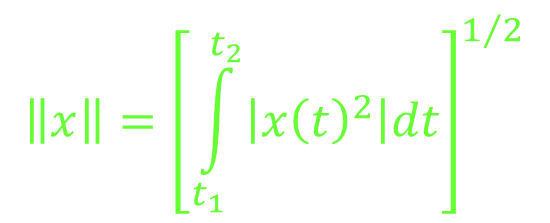 ‖x‖ = [∫_{t₁}^{t₂} |x(t)²|dt]^{1/2}